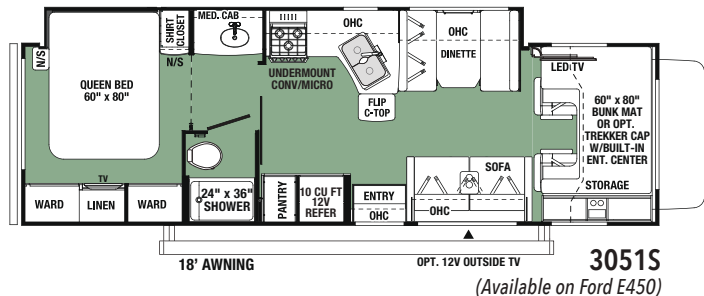 MED. CAB
SHIRT
CLOSET
N/S
N/S
QUEEN BED
60" x 80"
OHC
UNDERMOUNT
CONV/MICRO
FLIP
C-TOP
OHC
DINETTE
LED TV
60" x 80"
BUNK MAT
OR OPT.
TREKKER CAP
W/BUILT-IN
ENT. CENTER
STORAGE
TV
WARD
LINEN
WARD
24" x 36"
SHOWER
PANTRY
10 CU FT
12V
REFER
ENTRY
OHC
SOFA
OHC
18' AWNING
OPT. 12V OUTSIDE TV
3051S
(Available on Ford E450)